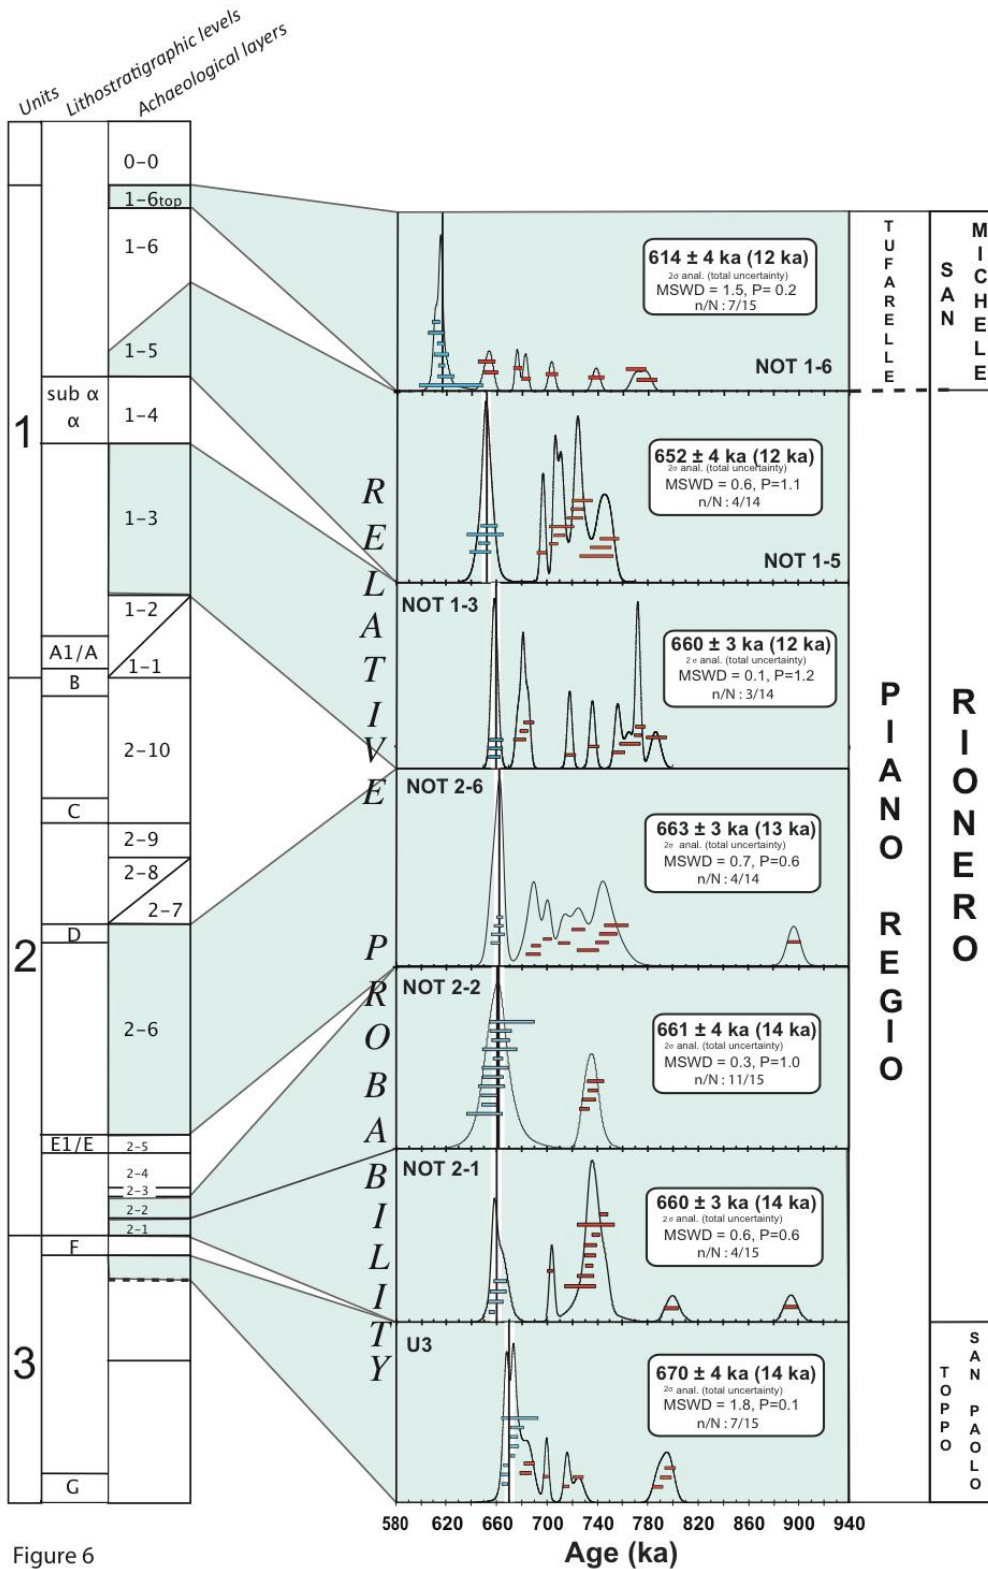 Units
Lithostratigraphic levels
Achaeological layers
0-0
1-6top
1-6
1-5
sub α
α
1-4
1
1-3
1-2
A1/A
1-1
B
2-10
C
2-9
2-8
2-7
D
2
2-6
E1/E
2-5
2-4
2-3
2-2
2-1
F
3
G
RELATIVE PROBABILITY
614 ± 4 ka (12 ka)
2σ anal. (total uncertainty)
MSWD = 1.5, P= 0.2
n/N : 7/15
NOT 1-6
652 ± 4 ka (12 ka)
2σ anal. (total uncertainty)
MSWD = 0.6, P=1.1
n/N : 4/14
NOT 1-5
NOT 1-3
660 ± 3 ka (12 ka)
2 σ anal. (total uncertainty)
MSWD = 0.1, P=1.2
n/N : 3/14
NOT 2-6
663 ± 3 ka (13 ka)
2σ anal. (total uncertainty)
MSWD = 0.7, P=0.6
n/N : 4/14
NOT 2-2
661 ± 4 ka (14 ka)
2σ anal. (total uncertainty)
MSWD = 0.3, P=1.0
n/N : 11/15
NOT 2-1
660 ± 3 ka (14 ka)
2σ anal. (total uncertainty)
MSWD = 0.6, P=0.6
n/N : 4/15
U3
670 ± 4 ka (14 ka)
2σ anal. (total uncertainty)
MSWD = 1.8, P=0.1
n/N : 7/15
580 620 660 700 740 780 820 860 900 940
Age (ka)
TUFARELLE
SAN
MICHELE
PIANO REGIO
RIONERO
TOPPO
SAN PAOLO
Figure 6